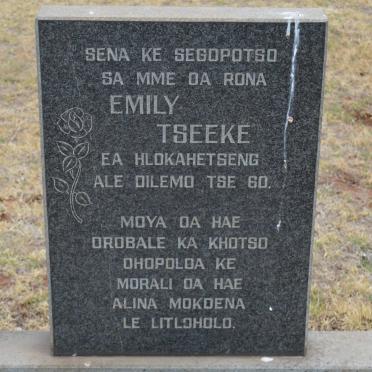 SENA KE SEGOPOTSO
SA MME OA RONA
EMILY
TSEEKE
EA HLOKAHETSENG
ALE DILEMO TSE 60.
MOYA OA HAE
OROBALE KA KHOTSO
OHOPOLOA KE
MORALI OA HAE
ALINA MOKOENA
LE LITLOHOLO.